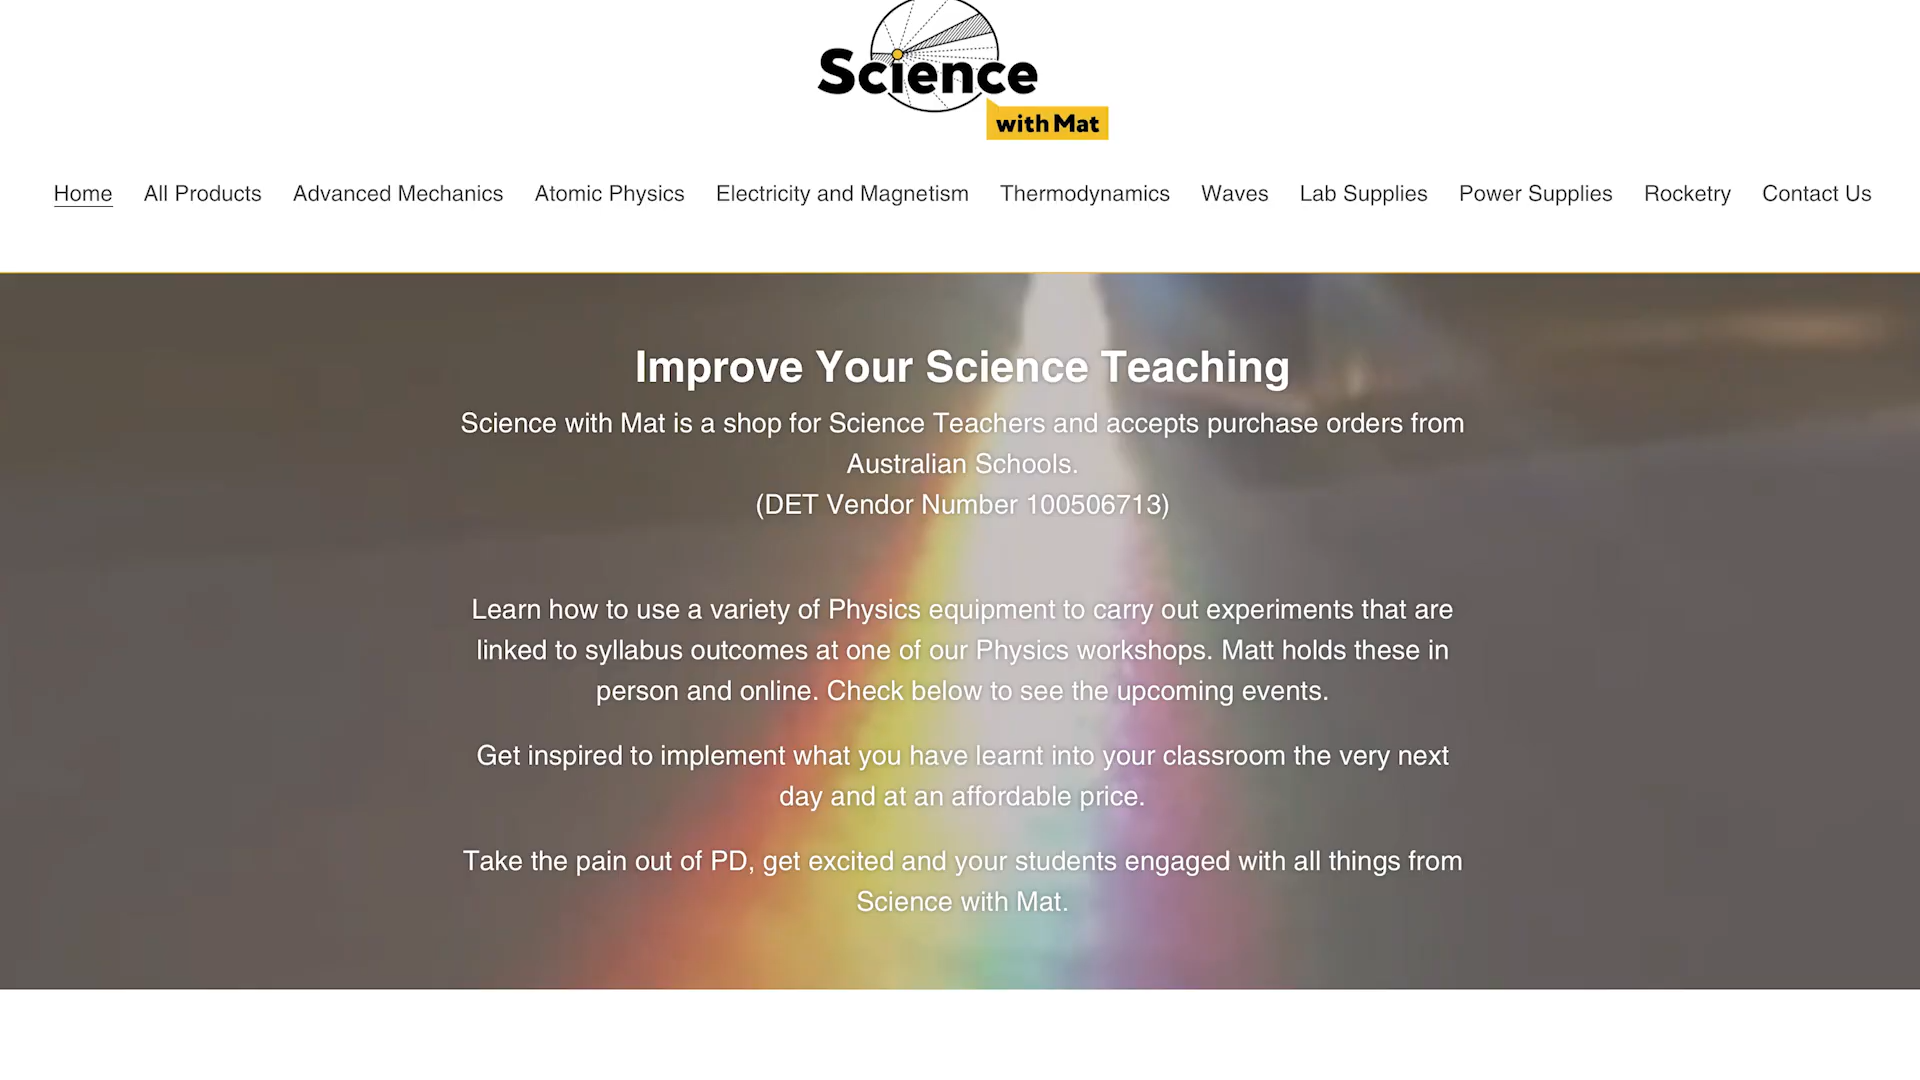 Science
with Mat
Home All Products Advanced Mechanics Atomic Physics Electricity and Magnetism Thermodynamics Waves Lab Supplies Power Supplies Rocketry Contact Us
Improve Your Science Teaching
Science with Mat is a shop for Science Teachers and accepts purchase orders from
Australian Schools.
(DET Vendor Number 100506713)
Learn how to use a variety of Physics equipment to carry out experiments that are
linked to syllabus outcomes at one of our Physics workshops. Matt holds these in
person and online. Check below to see the upcoming events.
Get inspired to implement what you have learnt into your classroom the very next
day and at an affordable price.
Take the pain out of PD, get excited and your students engaged with all things from
Science with Mat.